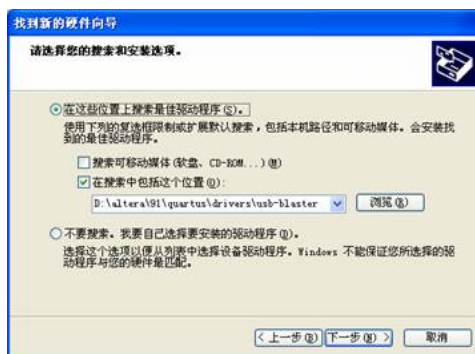 找到新的硬件向导
请选择您的搜索和安装选项。
在这些位置上搜索最佳驱动程序(S)。
使用下列的复选框限制或扩展默认搜索，包括本机路径和可移动媒体。会安装找
到的最佳驱动程序。
搜索可移动媒体(软盘、CD-ROM...)(M)
在搜索中包括这个位置(O):
D:\altera\91\quartus\drivers\usb-blaster
浏览(R)
不要搜索。我要自己选择要安装的驱动程序(D)。
选择这个选项以便从列表中选择设备驱动程序。Windows 不能保证您所选择的驱
动程序与您的硬件最匹配。
<上一步(B) 下一步(N) > 取消